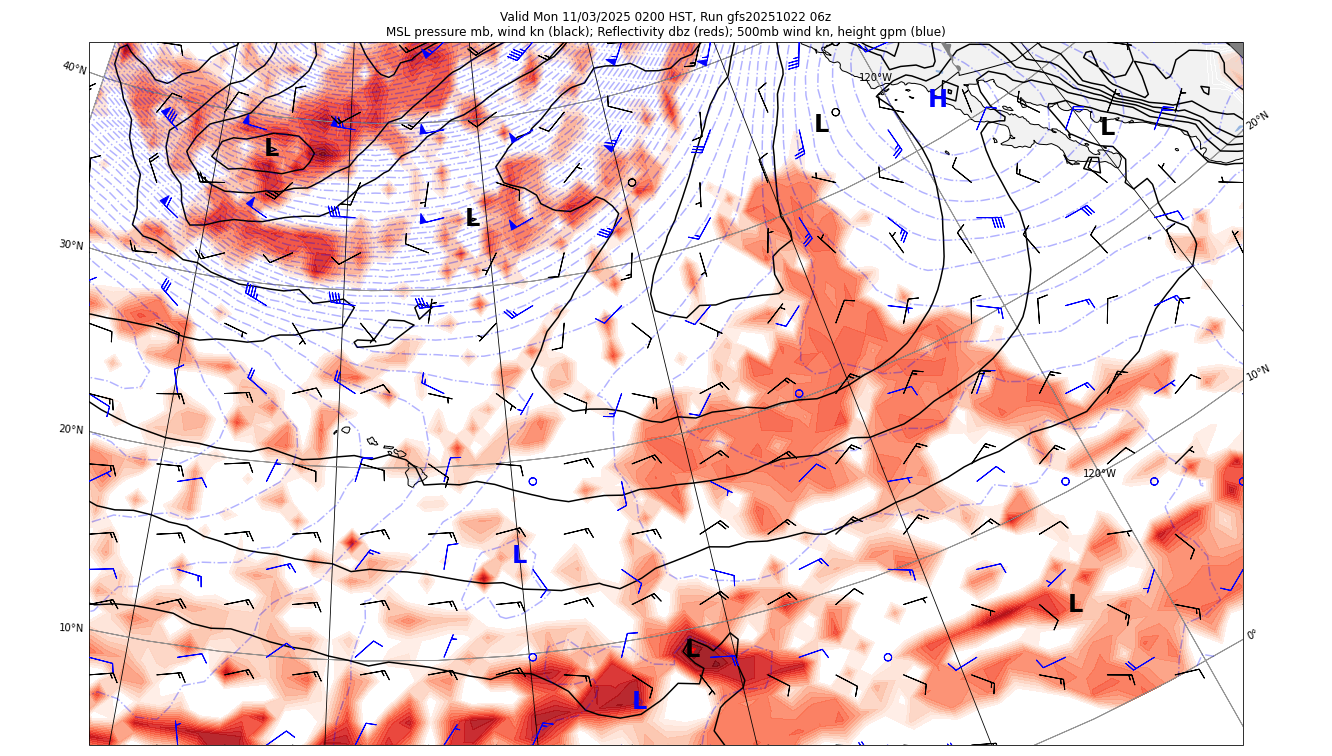 Valid Mon 11/03/2025 0200 HST, Run gfs20251022 06z
MSL pressure mb, wind kn (black); Reflectivity dbz (reds); 500mb wind kn, height gpm (blue)
40°N
120°W
H
L
L
20°N
L
L
30°N
10°N
20°N
120°W
L
L
10°N
0°
L
L